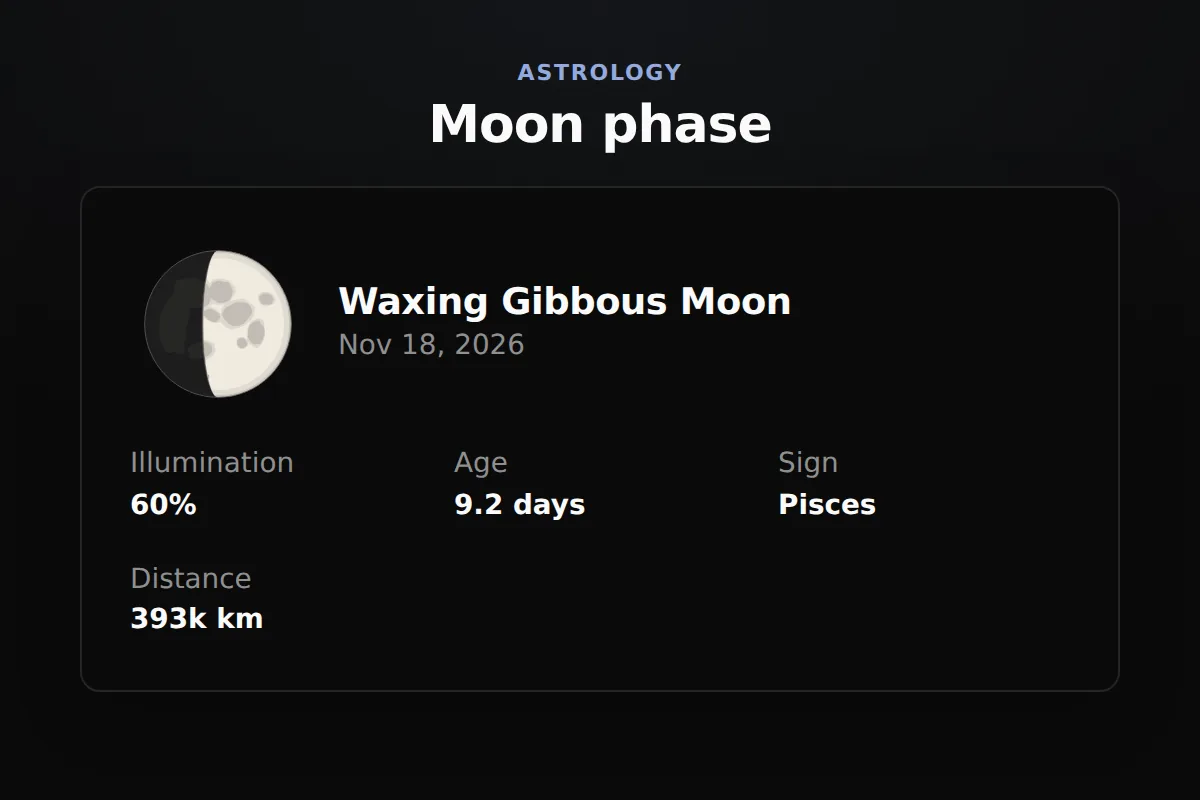 ASTROLOGY
Moon phase
Waxing Gibbous Moon
Nov 18, 2026
Illumination
60%
Age
9.2 days
Sign
Pisces
Distance
393k km